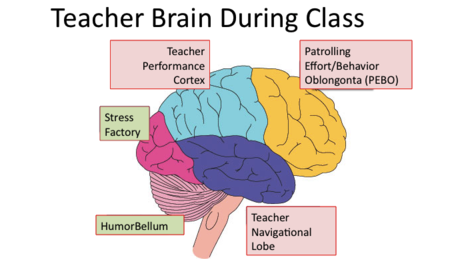 Teacher Brain During Class
Teacher
Performance
Cortex
Patrolling
Effort/Behavior
Oblongonta (PEBO)
Stress
Factory
HumorBellum
Teacher
Navigational
Lobe